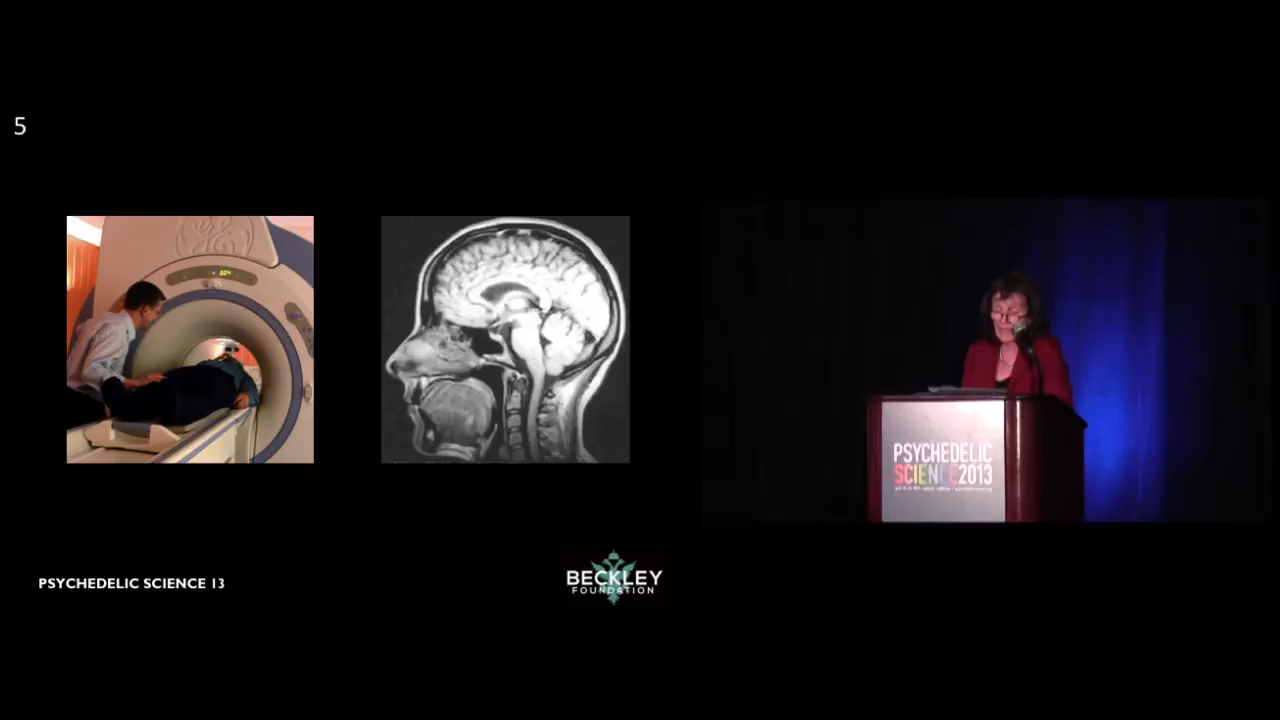 5
PSYCHEDELIC
SCIENCE2013
PSYCHEDELIC SCIENCE 13
BECKLEY
FOUNDATION